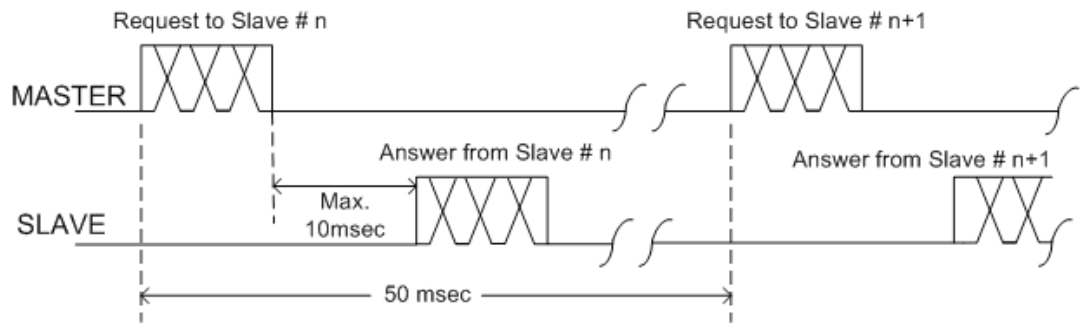 Request to Slave # n
Request to Slave # n+1
MASTER
Answer from Slave # n
Answer from Slave # n+1
Max.
10msec
SLAVE
50 msec